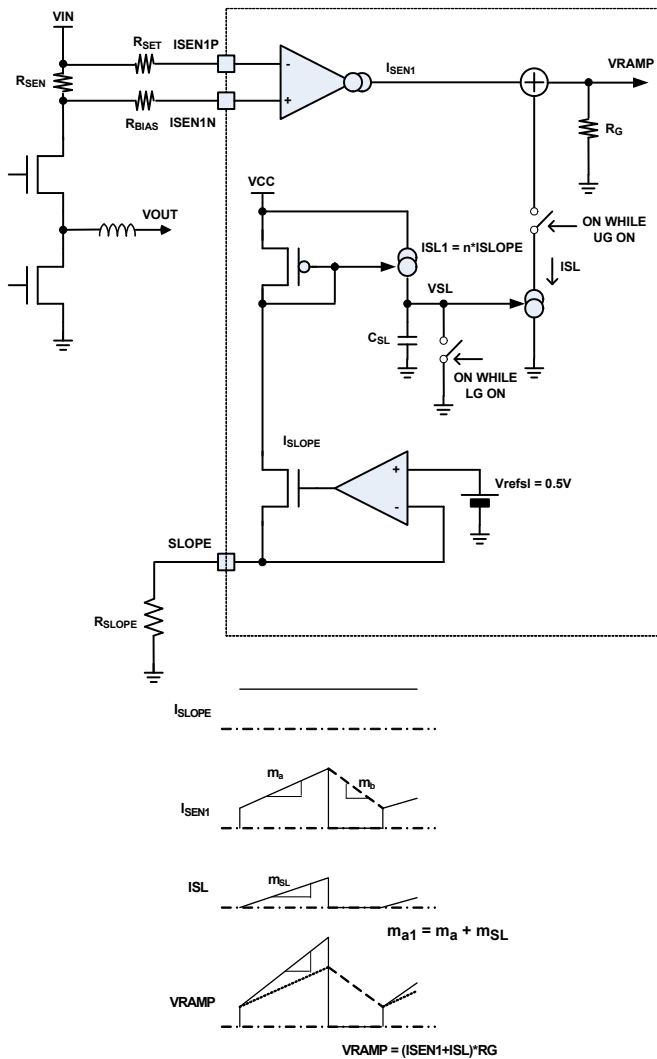 VIN
RSET
ISEN1P
RSEN
RBIAS
ISEN1N
-
+
ISEN1
VRAMP
RG
VCC
VOUT
ISL1 = n*ISLOPE
VSL
ISL
ON WHILE
UG ON
CSL
ON WHILE
LG ON
ISLOPE
+
-
Vrefsl = 0.5V
SLOPE
RSLOPE
ISLOPE
ma
mb
ISEN1
ISL
mSL
ma1 = ma + mSL
VRAMP
VRAMP = (ISEN1+ISL)*RG